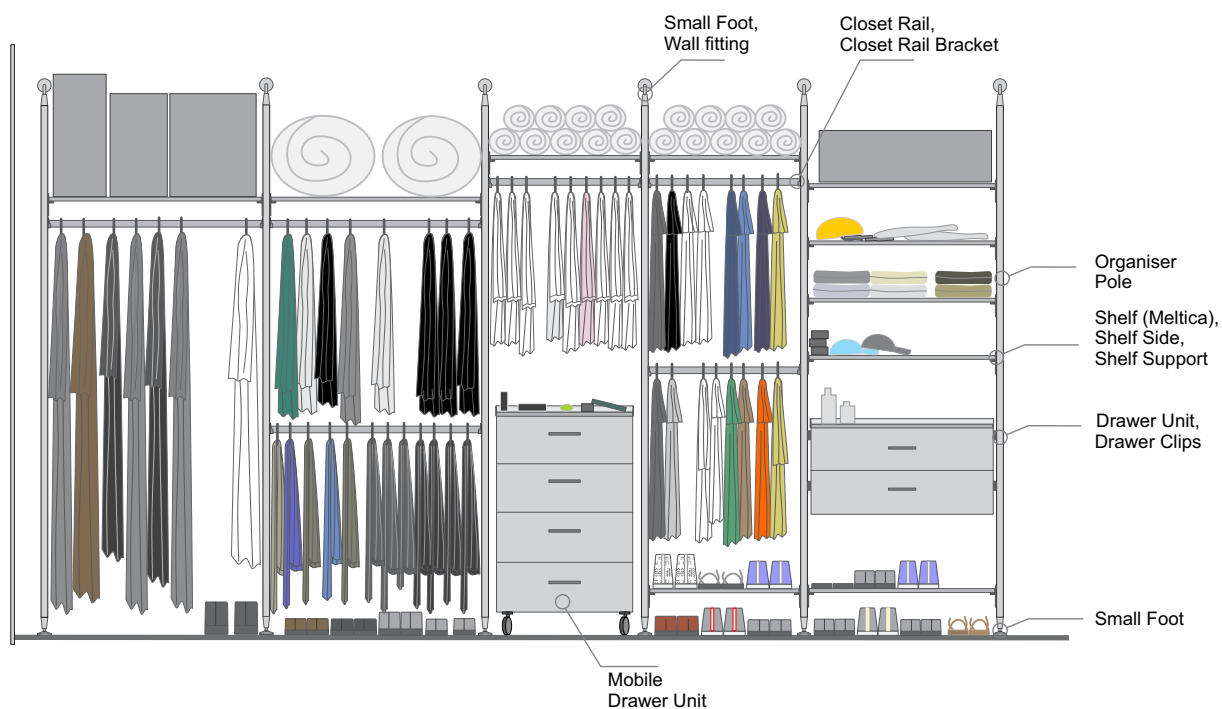 Small Foot,
Wall fitting
Closet Rail,
Closet Rail Bracket
Organiser
Pole
Shelf (Meltica),
Shelf Side,
Shelf Support
Drawer Unit,
Drawer Clips
Small Foot
Mobile
Drawer Unit